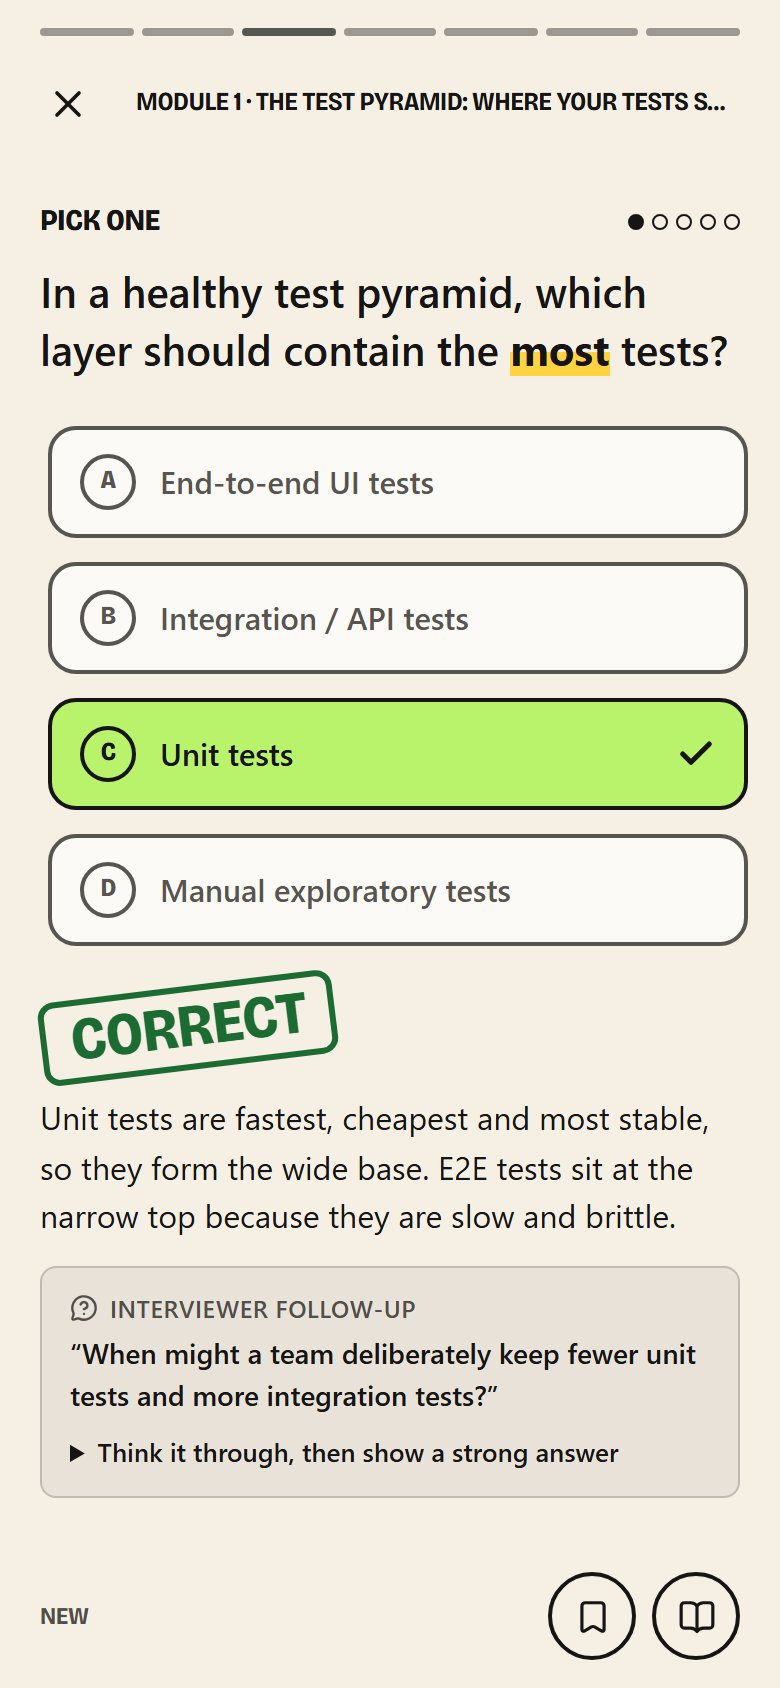 MODULE 1 · THE TEST PYRAMID: WHERE YOUR TESTS S...
PICK ONE
In a healthy test pyramid, which
layer should contain the most tests?
A End-to-end UI tests
B Integration / API tests
C Unit tests
D Manual exploratory tests
CORRECT
Unit tests are fastest, cheapest and most stable,
so they form the wide base. E2E tests sit at the
narrow top because they are slow and brittle.
INTERVIEWER FOLLOW-UP
“When might a team deliberately keep fewer unit
tests and more integration tests?”
Think it through, then show a strong answer
NEW